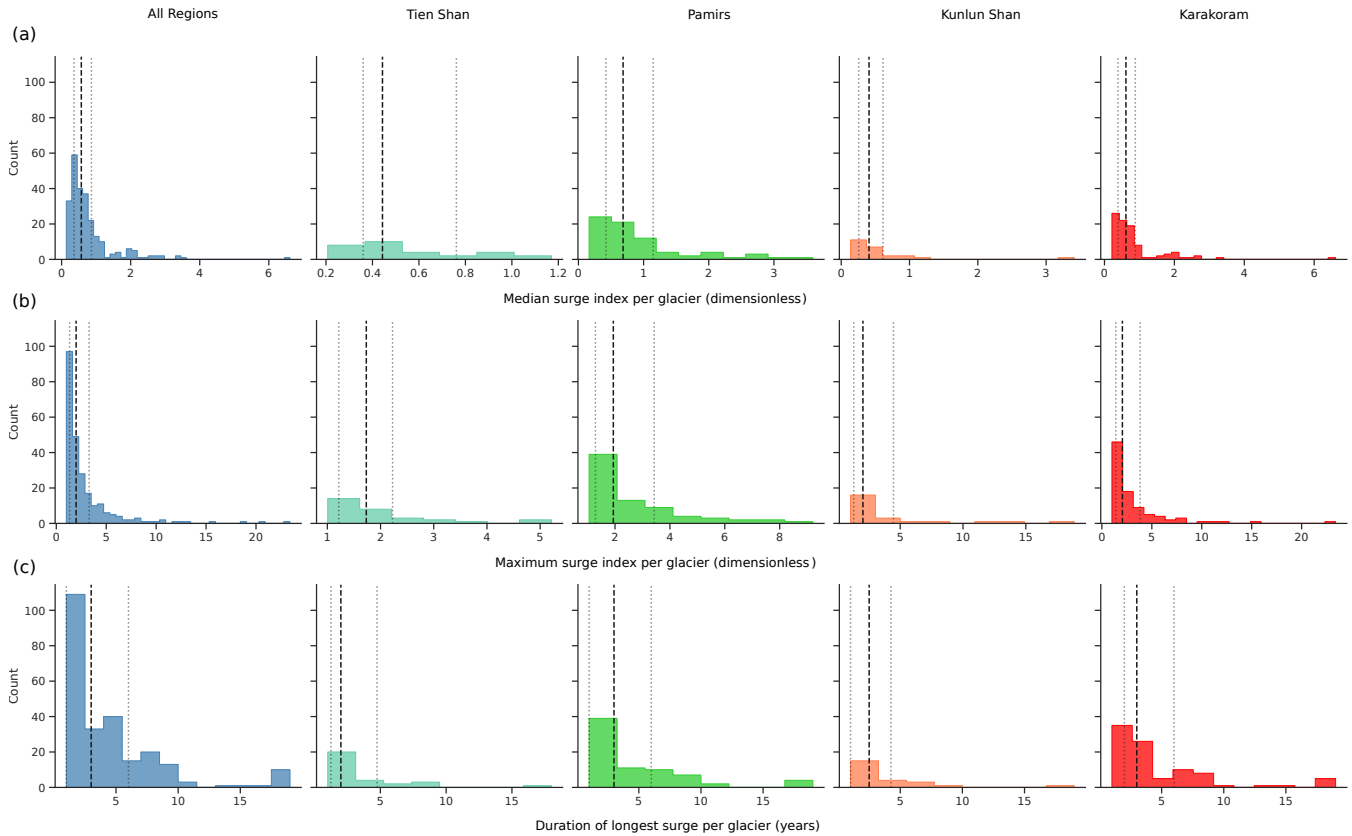 All Regions Tien Shan Pamirs Kunlun Shan Karakoram
(a)
Count
100
80
60
40
20
0
0 2 4 6 0.2 0.4 0.6 0.8 1.0 1.2 0 1 2 3 0 1 2 3 0 2 4 6
Median surge index per glacier (dimensionless)
(b)
Count
100
80
60
40
20
0
0 5 10 15 20 1 2 3 4 5 2 4 6 8 5 10 15 0 5 10 15 20
Maximum surge index per glacier (dimensionless)
(c)
Count
100
80
60
40
20
0
5 10 15 5 10 15 5 10 15 5 10 15 5 10 15
Duration of longest surge per glacier (years)